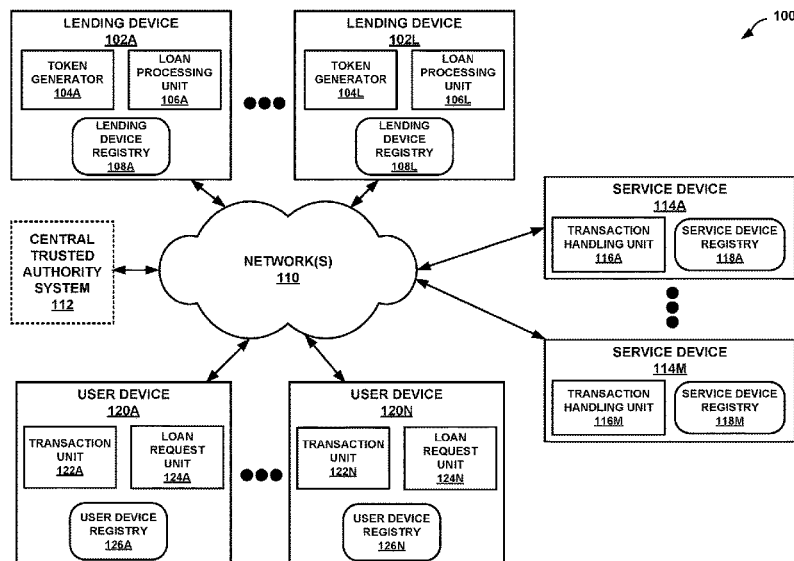 100
LENDING DEVICE
102A
TOKEN
GENERATOR
104A
LOAN
PROCESSING
UNIT
106A
LENDING
DEVICE
REGISTRY
108A
LENDING DEVICE
102L
TOKEN
GENERATOR
104L
LOAN
PROCESSING
UNIT
106L
LENDING
DEVICE
REGISTRY
108L
CENTRAL
TRUSTED
AUTHORITY
SYSTEM
112
NETWORK(S)
110
SERVICE DEVICE
114A
TRANSACTION
HANDLING UNIT
116A
SERVICE DEVICE
REGISTRY
118A
SERVICE DEVICE
114M
TRANSACTION
HANDLING UNIT
116M
SERVICE DEVICE
REGISTRY
118M
USER DEVICE
120A
TRANSACTION
UNIT
122A
LOAN
REQUEST
UNIT
124A
USER DEVICE
REGISTRY
126A
USER DEVICE
120N
TRANSACTION
UNIT
122N
LOAN
REQUEST
UNIT
124N
USER DEVICE
REGISTRY
126N